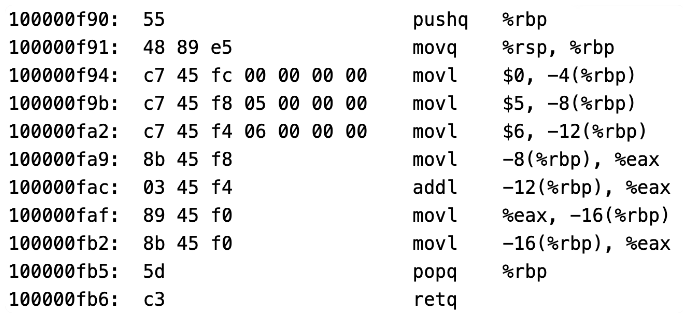 100000f90: 55 pushq %rbp
100000f91: 48 89 e5 movq %rsp, %rbp
100000f94: c7 45 fc 00 00 00 00 movl $0, -4(%rbp)
100000f9b: c7 45 f8 05 00 00 00 movl $5, -8(%rbp)
100000fa2: c7 45 f4 06 00 00 00 movl $6, -12(%rbp)
100000fa9: 8b 45 f8 movl -8(%rbp), %eax
100000fac: 03 45 f4 addl -12(%rbp), %eax
100000faf: 89 45 f0 movl %eax, -16(%rbp)
100000fb2: 8b 45 f0 movl -16(%rbp), %eax
100000fb5: 5d popq %rbp
100000fb6: c3 retq